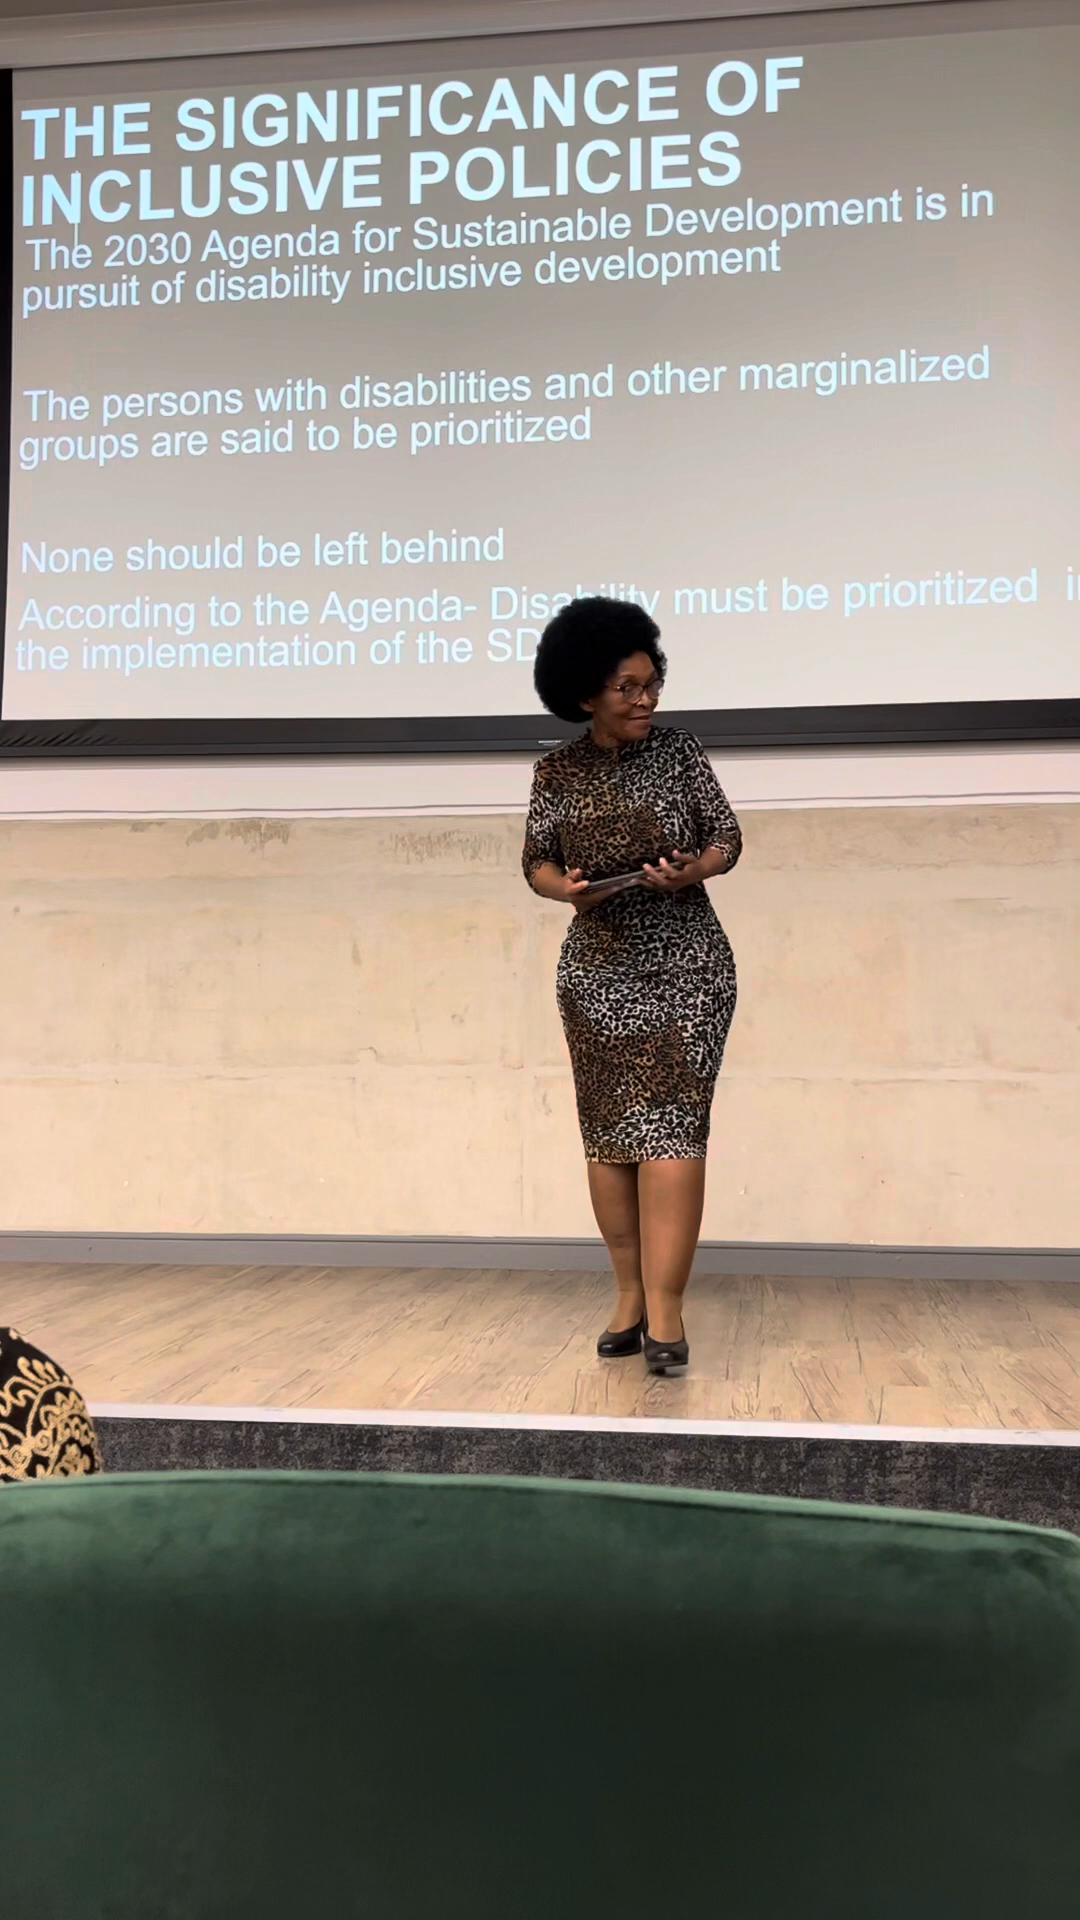 THE SIGNIFICANCE OF
INCLUSIVE POLICIES
The 2030 Agenda for Sustainable Development is in
pursuit of disability inclusive development
The persons with disabilities and other marginalized
groups are said to be prioritized
None should be left behind
According to the Agenda- Disability must be prioritized
the implementation of the